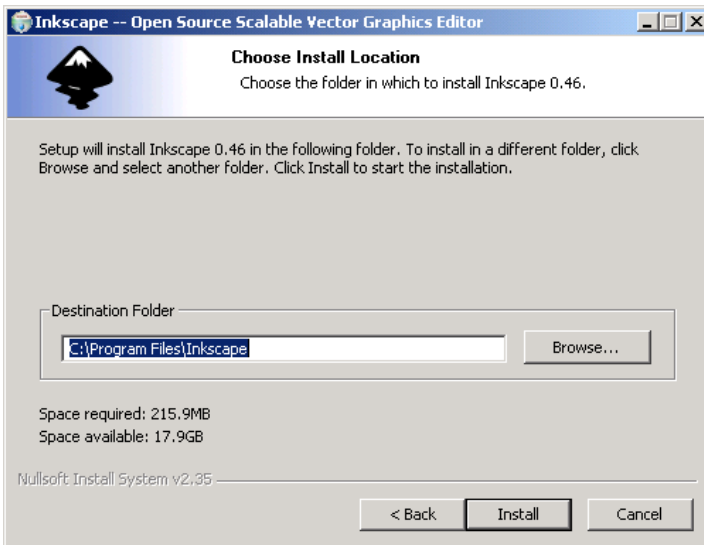 Inkscape -- Open Source Scalable Vector Graphics Editor
Choose Install Location
Choose the folder in which to install Inkscape 0.46.
Setup will install Inkscape 0.46 in the following folder. To install in a different folder, click
Browse and select another folder. Click Install to start the installation.
Destination Folder
C:\Program Files\Inkscape
Browse...
Space required: 215.9MB
Space available: 17.9GB
Nullsoft Install System v2.35
< Back
Install
Cancel